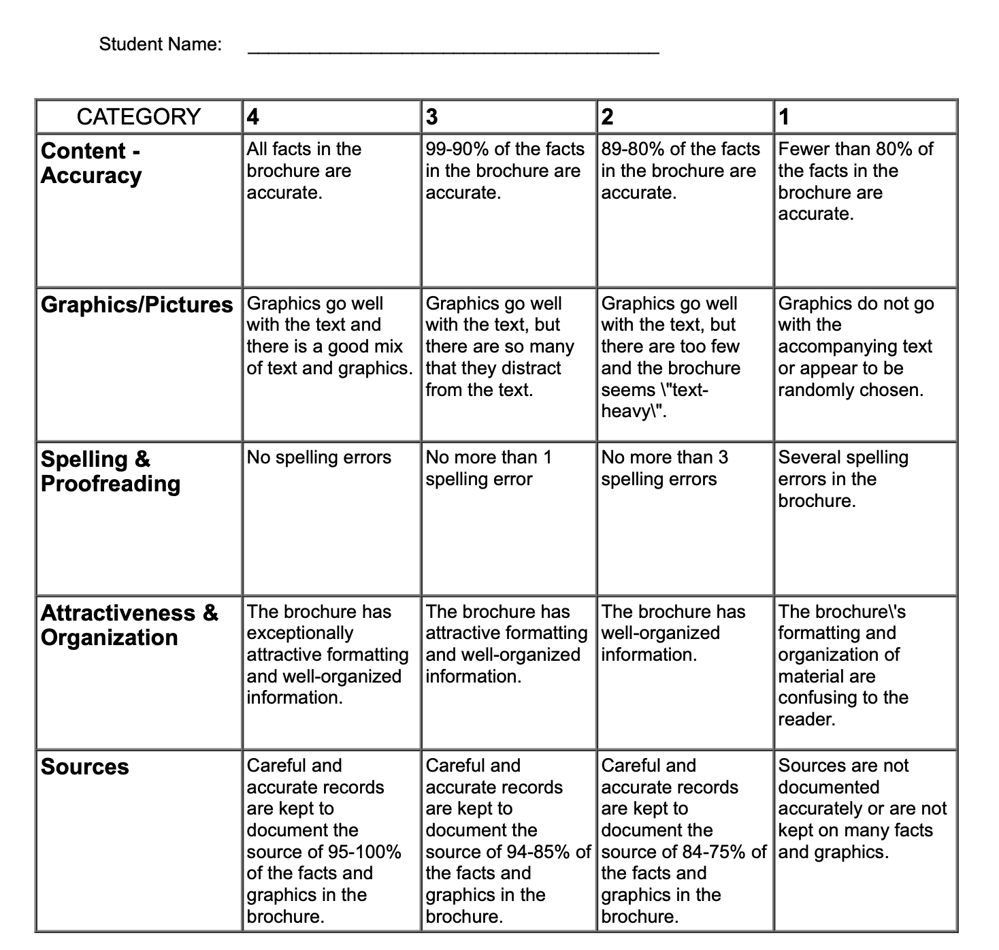 Student Name: ________________________________________
CATEGORY 4 3 2 1
Content -
Accuracy
All facts in the
brochure are
accurate.
99-90% of the facts
in the brochure are
accurate.
89-80% of the facts
in the brochure are
accurate.
Fewer than 80% of
the facts in the
brochure are
accurate.
Graphics/Pictures
Graphics go well
with the text and
there is a good mix
of text and graphics.
Graphics go well
with the text, but
there are so many
that they distract
from the text.
Graphics go well
with the text, but
there are too few
and the brochure
seems \"text-
heavy\".
Graphics do not go
with the
accompanying text
or appear to be
randomly chosen.
Spelling &
Proofreading
No spelling errors
No more than 1
spelling error
No more than 3
spelling errors
Several spelling
errors in the
brochure.
Attractiveness &
Organization
The brochure has
exceptionally
attractive formatting
and well-organized
information.
The brochure has
attractive formatting
and well-organized
information.
The brochure has
well-organized
information.
The brochure\'s
formatting and
organization of
material are
confusing to the
reader.
Sources
Careful and
accurate records
are kept to
document the
source of 95-100%
of the facts and
graphics in the
brochure.
Careful and
accurate records
are kept to
document the
source of 94-85% of
the facts and
graphics in the
brochure.
Careful and
accurate records
are kept to
document the
source of 84-75% of
the facts and
graphics in the
brochure.
Sources are not
documented
accurately or are not
kept on many facts
and graphics.